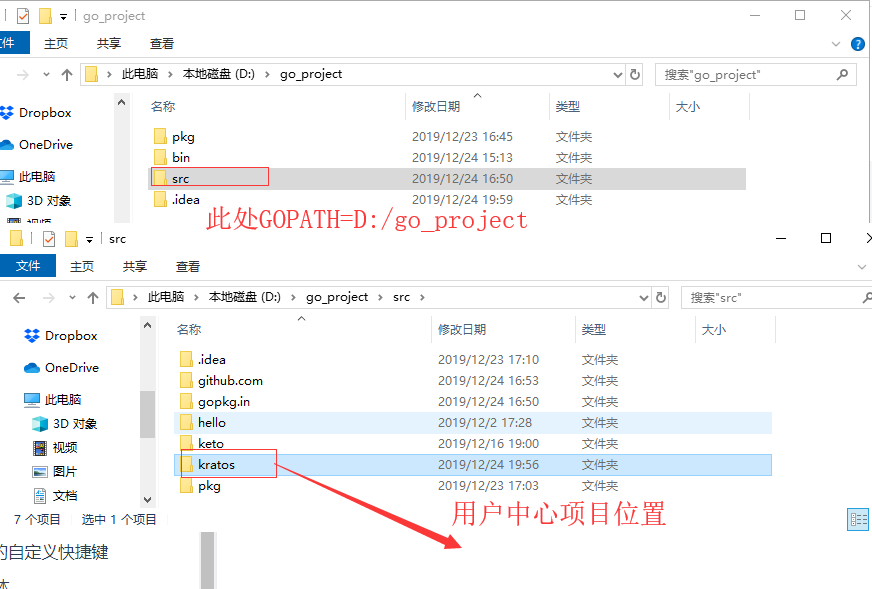 go_project
件 主页 共享 查看
此电脑 本地磁盘 (D:) go_project 搜索"go_project"
名称 修改日期 类型 大小
Dropbox
OneDrive
此电脑
3D 对象
视频
pkg 2019/12/23 16:45 文件夹
bin 2019/12/24 15:13 文件夹
src 2019/12/24 16:50 文件夹
.idea 2019/12/24 19:59 文件夹
此处GOPATH=D:/go_project
src
文件 主页 共享 查看
此电脑 本地磁盘 (D:) go_project src 搜索"src"
名称 修改日期 类型 大小
Dropbox
OneDrive
此电脑
3D 对象
视频
图片
文档
.idea 2019/12/23 17:10 文件夹
github.com 2019/12/24 16:53 文件夹
gopkg.in 2019/12/24 16:50 文件夹
hello 2019/12/2 17:28 文件夹
keto 2019/12/16 19:00 文件夹
kratos 2019/12/24 19:56 文件夹
pkg 2019/12/23 17:03 文件夹
用户中心项目位置
7 个项目 选中 1 个项目
的自定义快捷键